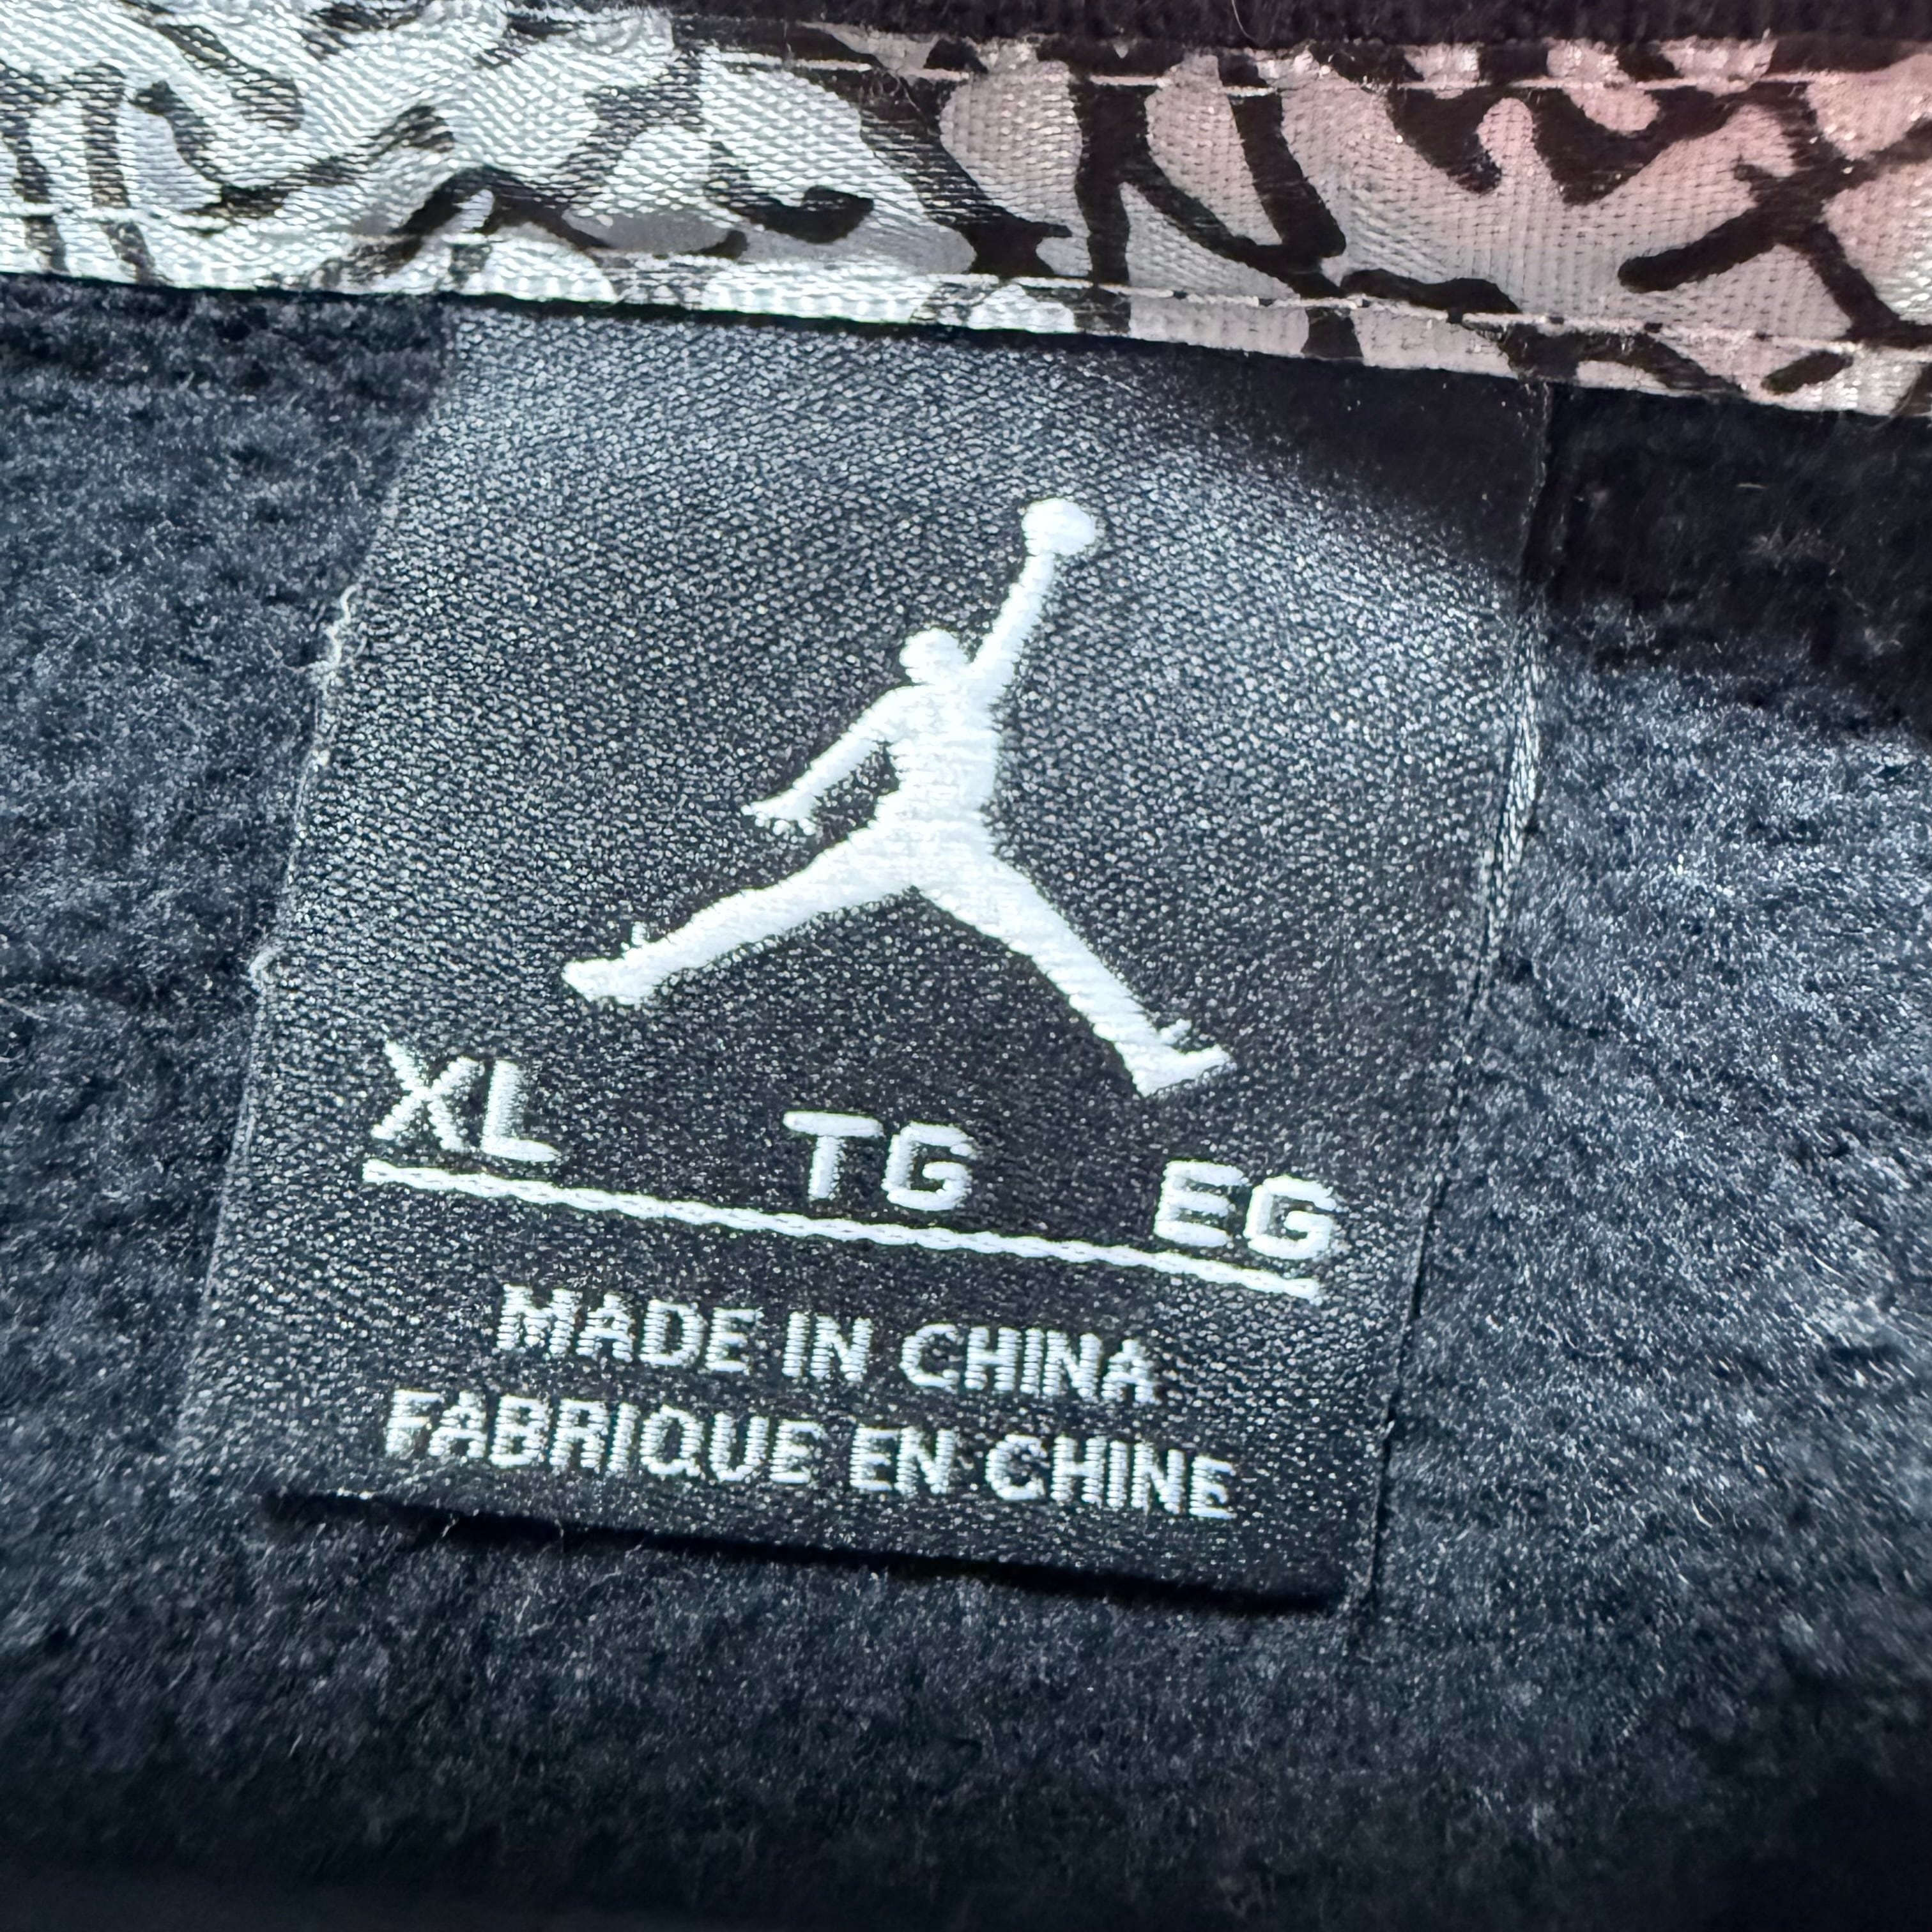 XL TG EG
MADE IN CHINA
FABRIQUE EN CHINE